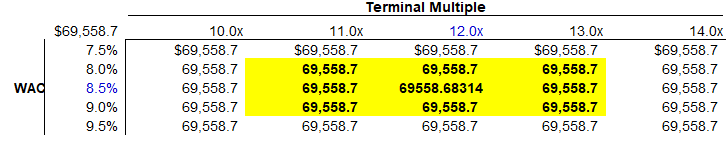 Terminal Multiple
$69,558.7 10.0x 11.0x 12.0x 13.0x 14.0x
7.5% $69,558.7 $69,558.7 $69,558.7 $69,558.7 $69,558.7
8.0% 69,558.7 69,558.7 69,558.7 69,558.7 69,558.7
WAC 8.5% 69,558.7 69,558.7 69558.68314 69,558.7 69,558.7
9.0% 69,558.7 69,558.7 69,558.7 69,558.7 69,558.7
9.5% 69,558.7 69,558.7 69,558.7 69,558.7 69,558.7